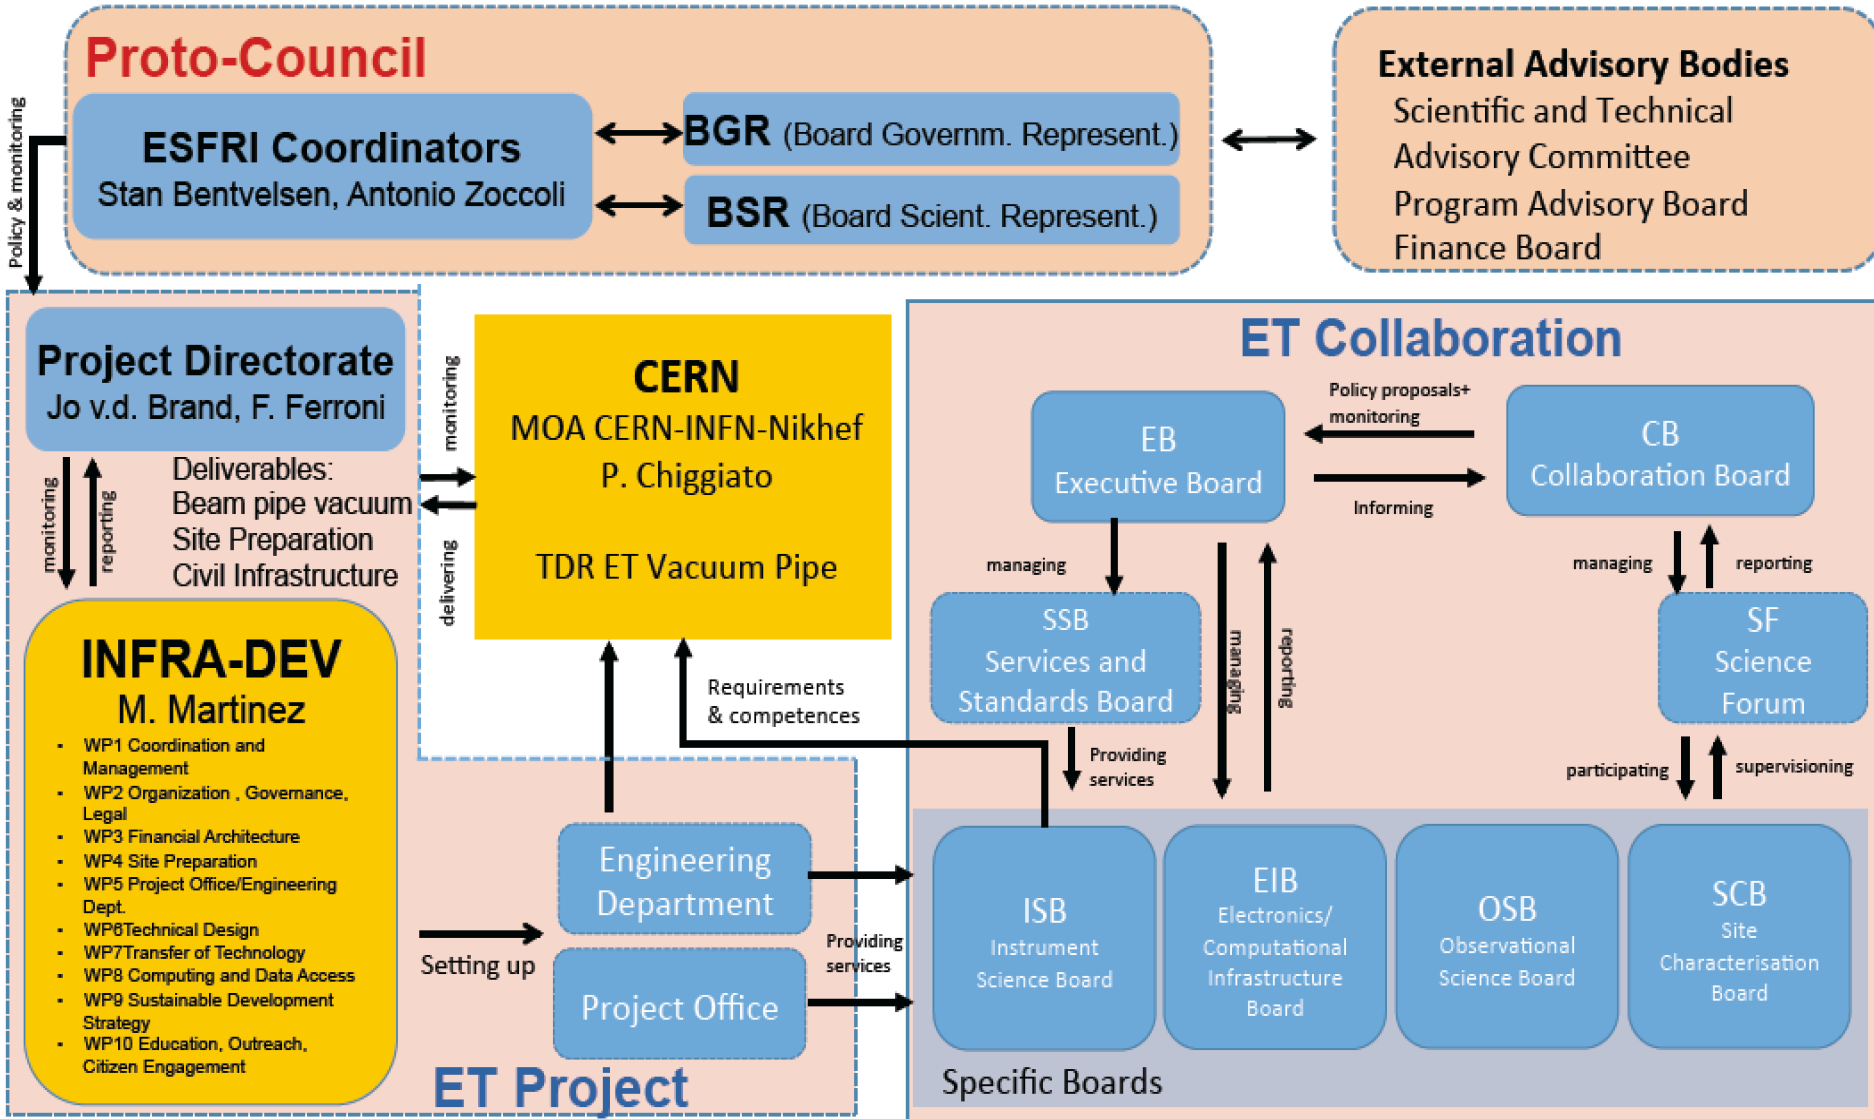 Proto-Council
ESFRI Coordinators
Stan Bentvelsen, Antonio Zoccoli
BGR (Board Governm. Represent.)
BSR (Board Scient. Represent.)
External Advisory Bodies
Scientific and Technical
Advisory Committee
Program Advisory Board
Finance Board
Policy & monitoring
Project Directorate
Jo v.d. Brand, F. Ferroni
monitoring
reporting
Deliverables:
Beam pipe vacuum
Site Preparation
Civil Infrastructure
monitoring
delivering
CERN
MOA CERN-INFN-Nikhef
P. Chiggiato
TDR ET Vacuum Pipe
INFRA-DEV
M. Martinez
- WP1 Coordination and
Management
- WP2 Organization , Governance,
Legal
- WP3 Financial Architecture
- WP4 Site Preparation
- WP5 Project Office/Engineering
Dept.
- WP6Technical Design
- WP7Transfer of Technology
- WP8 Computing and Data Access
- WP9 Sustainable Development
Strategy
- WP10 Education, Outreach,
Citizen Engagement
Setting up
Engineering
Department
Project Office
Providing
services
ET Project
Requirements
& competences
ET Collaboration
EB
Executive Board
Policy proposals+
monitoring
Informing
CB
Collaboration Board
managing
SSB
Services and
Standards Board
managing
reporting
managing
reporting
SF
Science
Forum
Providing
services
participating
supervisioning
ISB
Instrument
Science Board
EIB
Electronics/
Computational
Infrastructure
Board
OSB
Observational
Science Board
SCB
Site
Characterisation
Board
Specific Boards